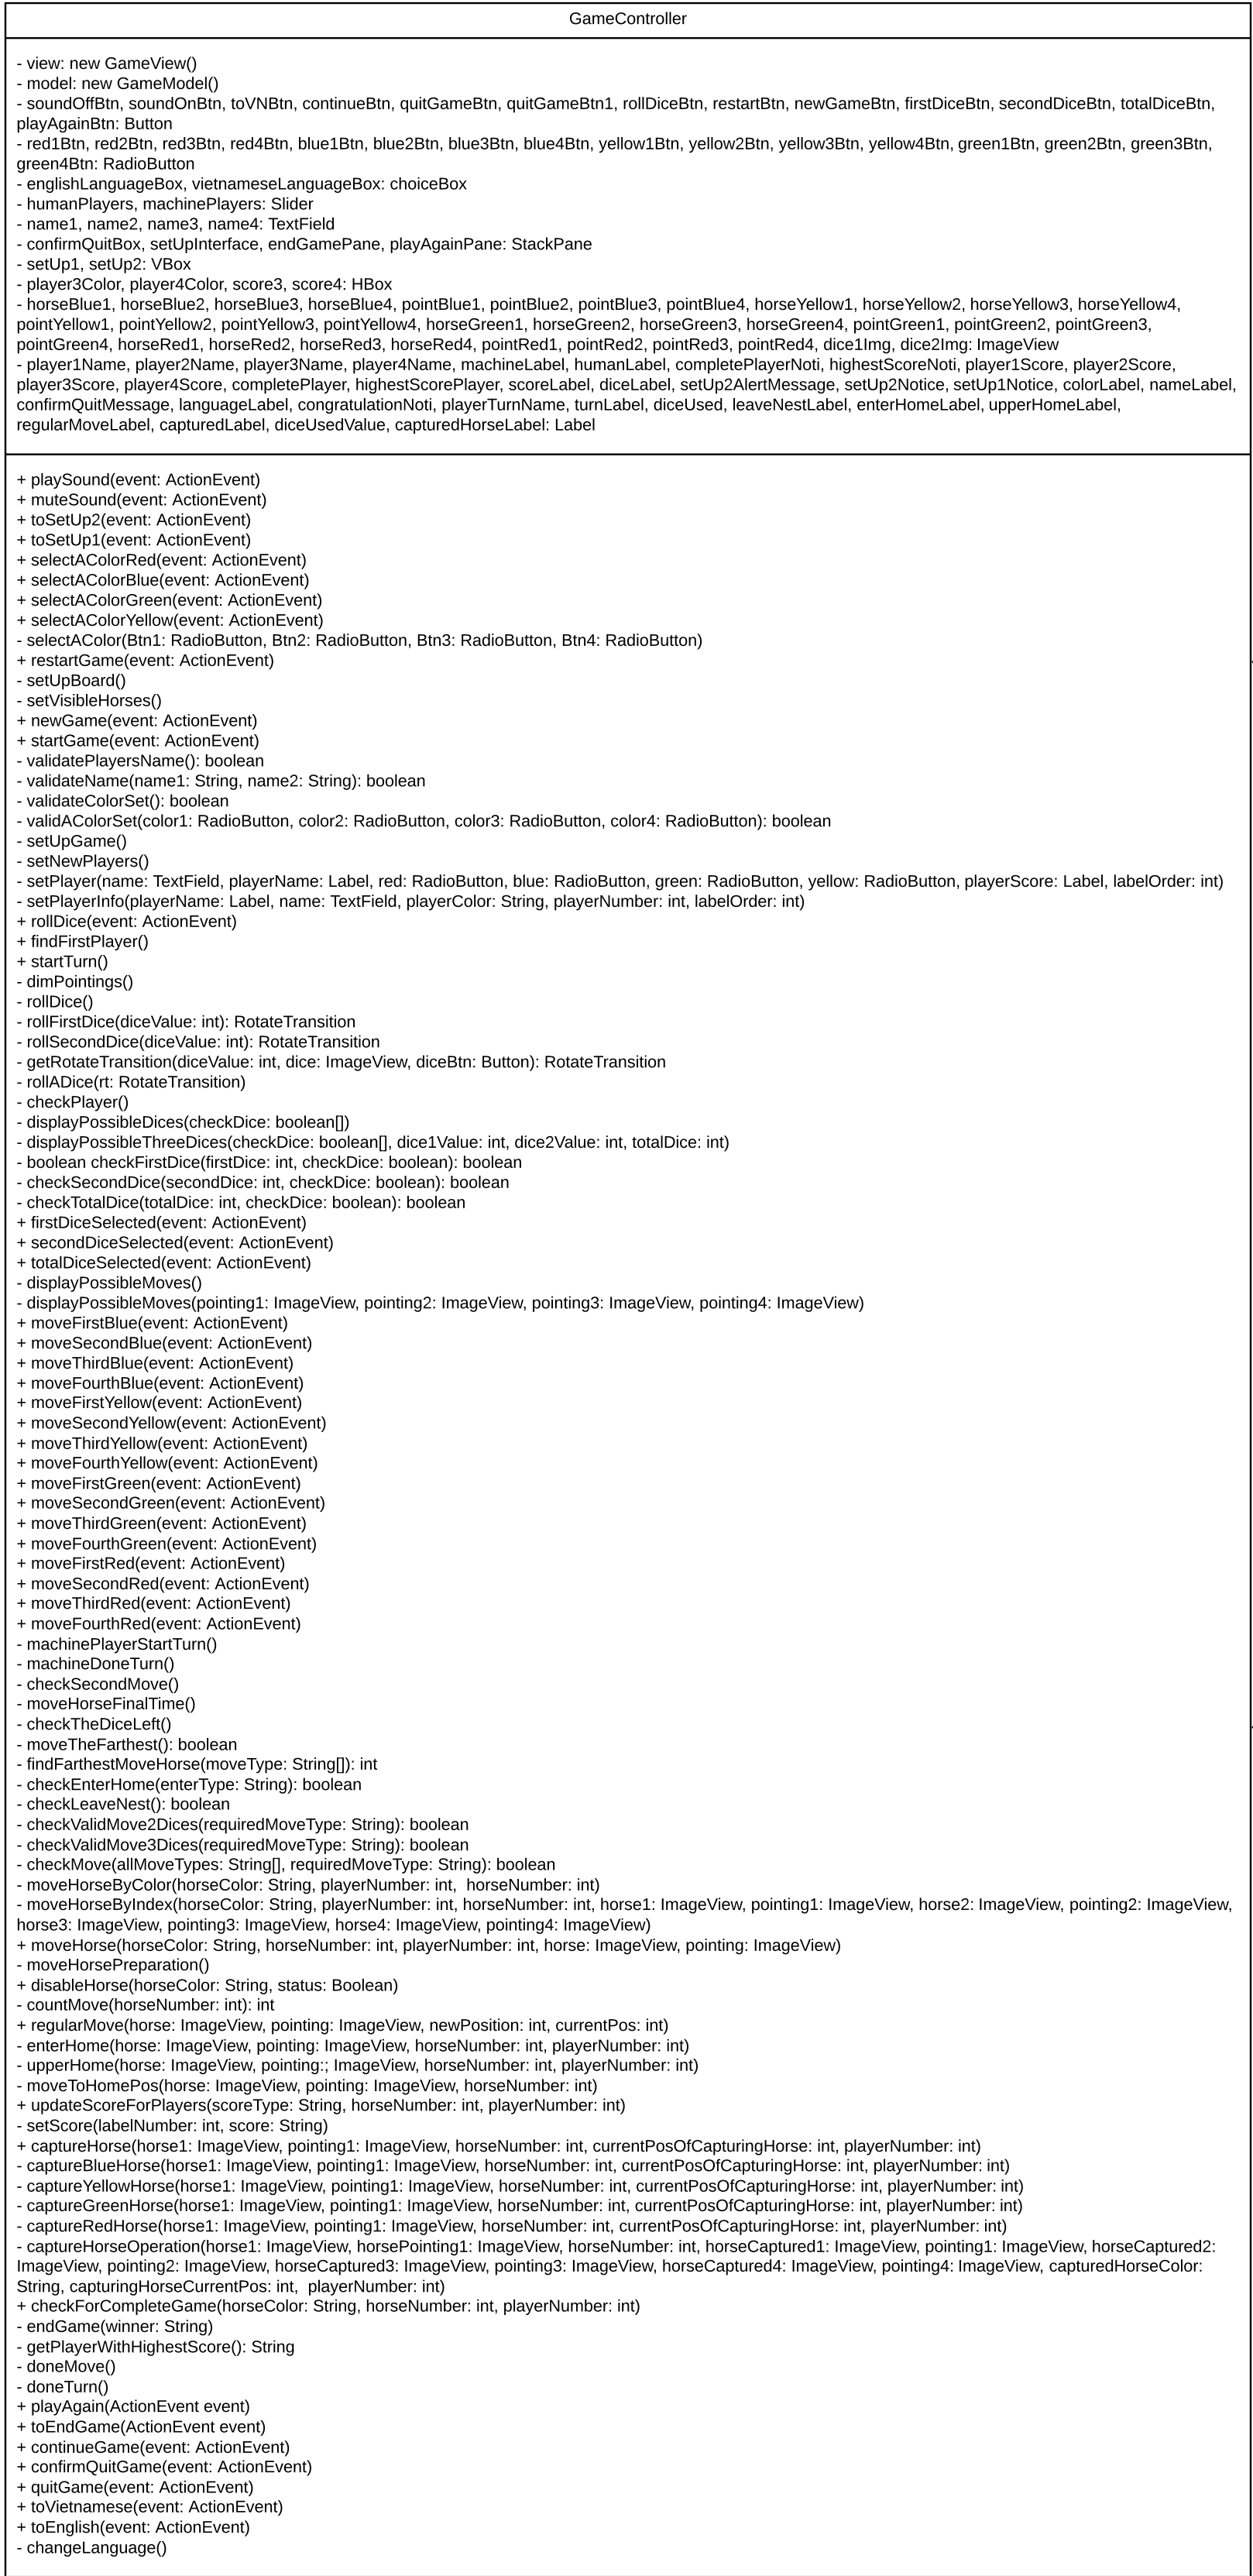 GameController
- view: new GameView()
- model: new GameModel()
- soundOffBtn, soundOnBtn, toVNBtn, continueBtn, quitGameBtn, quitGameBtn1, rollDiceBtn, restartBtn, newGameBtn, firstDiceBtn, secondDiceBtn, totalDiceBtn,
playAgainBtn: Button
- red1Btn, red2Btn, red3Btn, red4Btn, blue1Btn, blue2Btn, blue3Btn, blue4Btn, yellow1Btn, yellow2Btn, yellow3Btn, yellow4Btn, green1Btn, green2Btn, green3Btn,
green4Btn: RadioButton
- englishLanguageBox, vietnameseLanguageBox: choiceBox
- humanPlayers, machinePlayers: Slider
- name1, name2, name3, name4: TextField
- confirmQuitBox, setUpInterface, endGamePane, playAgainPane: StackPane
- setUp1, setUp2: VBox
- player3Color, player4Color, score3, score4: HBox
- horseBlue1, horseBlue2, horseBlue3, horseBlue4, pointBlue1, pointBlue2, pointBlue3, pointBlue4, horseYellow1, horseYellow2, horseYellow3, horseYellow4,
pointYellow1, pointYellow2, pointYellow3, pointYellow4, horseGreen1, horseGreen2, horseGreen3, horseGreen4, pointGreen1, pointGreen2, pointGreen3,
pointGreen4, horseRed1, horseRed2, horseRed3, horseRed4, pointRed1, pointRed2, pointRed3, pointRed4, dice1Img, dice2Img: ImageView
- player1Name, player2Name, player3Name, player4Name, machineLabel, humanLabel, completePlayerNoti, highestScoreNoti, player1Score, player2Score,
player3Score, player4Score, completePlayer, highestScorePlayer, scoreLabel, diceLabel, setUp2AlertMessage, setUp2Notice, setUp1Notice, colorLabel, nameLabel,
confirmQuitMessage, languageLabel, congratulationNoti, playerTurnName, turnLabel, diceUsed, leaveNestLabel, enterHomeLabel, upperHomeLabel,
regularMoveLabel, capturedLabel, diceUsedValue, capturedHorseLabel: Label
+ playSound(event: ActionEvent)
+ muteSound(event: ActionEvent)
+ toSetUp2(event: ActionEvent)
+ toSetUp1(event: ActionEvent)
+ selectAColorRed(event: ActionEvent)
+ selectAColorBlue(event: ActionEvent)
+ selectAColorGreen(event: ActionEvent)
+ selectAColorYellow(event: ActionEvent)
- selectAColor(Btn1: RadioButton, Btn2: RadioButton, Btn3: RadioButton, Btn4: RadioButton)
+ restartGame(event: ActionEvent)
- setUpBoard()
- setVisibleHorses()
+ newGame(event: ActionEvent)
+ startGame(event: ActionEvent)
- validatePlayersName(): boolean
- validateName(name1: String, name2: String): boolean
- validateColorSet(): boolean
- validAColorSet(color1: RadioButton, color2: RadioButton, color3: RadioButton, color4: RadioButton): boolean
- setUpGame()
- setNewPlayers()
- setPlayer(name: TextField, playerName: Label, red: RadioButton, blue: RadioButton, green: RadioButton, yellow: RadioButton, playerScore: Label, labelOrder: int)
- setPlayerInfo(playerName: Label, name: TextField, playerColor: String, playerNumber: int, labelOrder: int)
+ rollDice(event: ActionEvent)
+ findFirstPlayer()
+ startTurn()
- dimPointings()
- rollDice()
- rollFirstDice(diceValue: int): RotateTransition
- rollSecondDice(diceValue: int): RotateTransition
- getRotateTransition(diceValue: int, dice: ImageView, diceBtn: Button): RotateTransition
- rollADice(rt: RotateTransition)
- checkPlayer()
- displayPossibleDices(checkDice: boolean[])
- displayPossibleThreeDices(checkDice: boolean[], dice1Value: int, dice2Value: int, totalDice: int)
- boolean checkFirstDice(firstDice: int, checkDice: boolean): boolean
- checkSecondDice(secondDice: int, checkDice: boolean): boolean
- checkTotalDice(totalDice: int, checkDice: boolean): boolean
+ firstDiceSelected(event: ActionEvent)
+ secondDiceSelected(event: ActionEvent)
+ totalDiceSelected(event: ActionEvent)
- displayPossibleMoves()
- displayPossibleMoves(pointing1: ImageView, pointing2: ImageView, pointing3: ImageView, pointing4: ImageView)
+ moveFirstBlue(event: ActionEvent)
+ moveSecondBlue(event: ActionEvent)
+ moveThirdBlue(event: ActionEvent)
+ moveFourthBlue(event: ActionEvent)
+ moveFirstYellow(event: ActionEvent)
+ moveSecondYellow(event: ActionEvent)
+ moveThirdYellow(event: ActionEvent)
+ moveFourthYellow(event: ActionEvent)
+ moveFirstGreen(event: ActionEvent)
+ moveSecondGreen(event: ActionEvent)
+ moveThirdGreen(event: ActionEvent)
+ moveFourthGreen(event: ActionEvent)
+ moveFirstRed(event: ActionEvent)
+ moveSecondRed(event: ActionEvent)
+ moveThirdRed(event: ActionEvent)
+ moveFourthRed(event: ActionEvent)
- machinePlayerStartTurn()
- machineDoneTurn()
- checkSecondMove()
- moveHorseFinalTime()
- checkTheDiceLeft()
- moveTheFarthest(): boolean
- findFarthestMoveHorse(moveType: String[]): int
- checkEnterHome(enterType: String): boolean
- checkLeaveNest(): boolean
- checkValidMove2Dices(requiredMoveType: String): boolean
- checkValidMove3Dices(requiredMoveType: String): boolean
- checkMove(allMoveTypes: String[], requiredMoveType: String): boolean
- moveHorseByColor(horseColor: String, playerNumber: int,  horseNumber: int)
- moveHorseByIndex(horseColor: String, playerNumber: int, horseNumber: int, horse1: ImageView, pointing1: ImageView, horse2: ImageView, pointing2: ImageView,
horse3: ImageView, pointing3: ImageView, horse4: ImageView, pointing4: ImageView)
+ moveHorse(horseColor: String, horseNumber: int, playerNumber: int, horse: ImageView, pointing: ImageView)
- moveHorsePreparation()
+ disableHorse(horseColor: String, status: Boolean)
- countMove(horseNumber: int): int
+ regularMove(horse: ImageView, pointing: ImageView, newPosition: int, currentPos: int)
- enterHome(horse: ImageView, pointing: ImageView, horseNumber: int, playerNumber: int)
- upperHome(horse: ImageView, pointing:; ImageView, horseNumber: int, playerNumber: int)
- moveToHomePos(horse: ImageView, pointing: ImageView, horseNumber: int)
+ updateScoreForPlayers(scoreType: String, horseNumber: int, playerNumber: int)
- setScore(labelNumber: int, score: String)
+ captureHorse(horse1: ImageView, pointing1: ImageView, horseNumber: int, currentPosOfCapturingHorse: int, playerNumber: int)
- captureBlueHorse(horse1: ImageView, pointing1: ImageView, horseNumber: int, currentPosOfCapturingHorse: int, playerNumber: int)
- captureYellowHorse(horse1: ImageView, pointing1: ImageView, horseNumber: int, currentPosOfCapturingHorse: int, playerNumber: int)
- captureGreenHorse(horse1: ImageView, pointing1: ImageView, horseNumber: int, currentPosOfCapturingHorse: int, playerNumber: int)
- captureRedHorse(horse1: ImageView, pointing1: ImageView, horseNumber: int, currentPosOfCapturingHorse: int, playerNumber: int)
- captureHorseOperation(horse1: ImageView, horsePointing1: ImageView, horseNumber: int, horseCaptured1: ImageView, pointing1: ImageView, horseCaptured2:
ImageView, pointing2: ImageView, horseCaptured3: ImageView, pointing3: ImageView, horseCaptured4: ImageView, pointing4: ImageView, capturedHorseColor:
String, capturingHorseCurrentPos: int,  playerNumber: int)
+ checkForCompleteGame(horseColor: String, horseNumber: int, playerNumber: int)
- endGame(winner: String)
- getPlayerWithHighestScore(): String
- doneMove()
- doneTurn()
+ playAgain(ActionEvent event)
+ toEndGame(ActionEvent event)
+ continueGame(event: ActionEvent)
+ confirmQuitGame(event: ActionEvent)
+ quitGame(event: ActionEvent)
+ toVietnamese(event: ActionEvent)
+ toEnglish(event: ActionEvent)
- changeLanguage()